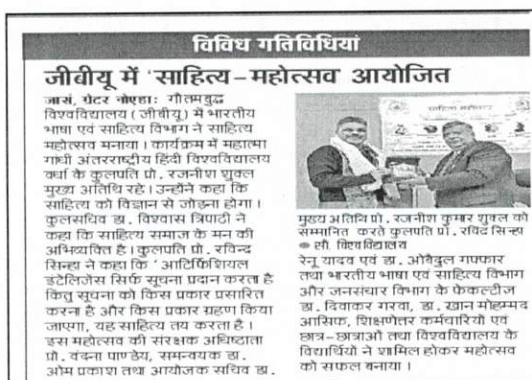 विविध गतिविधियां
जीबीयू में 'साहित्य-महोत्सव' आयोजित
जासं, ग्रेटर नोएडा: गौतमबुद्ध
विश्वविद्यालय (जीबीयू) में भारतीय
भाषा एवं साहित्य विभाग ने साहित्य
महोत्सव मनाया। कार्यक्रम में महात्मा
गांधी अंतरराष्ट्रीय हिंदी विश्वविद्यालय
वर्धा के कुलपति प्रो. रजनीश शुक्ल
मुख्य अतिथि रहे। उन्होंने कहा कि
साहित्य को विज्ञान से जोड़ना होगा।
कुलसचिव डा. विश्वास त्रिपाठी ने
कहा कि साहित्य समाज के मन की
अभिव्यक्ति है। कुलपति प्रो. रविन्द
सिन्हा ने कहा कि 'आर्टिफिशियल
इंटेलिजेंस सिर्फ सूचना प्रदान करता है
किंतु सूचना को किस प्रकार प्रसारित
करना है और किस प्रकार ग्रहण किया
जाएगा, यह साहित्य तय करता है।
इस महोत्सव की संरक्षक अधिष्ठाता
प्रो. वंदना पाण्डेय, समन्वयक डा.
ओम प्रकाश तथा आयोजक सचिव डा.
साहित्य महोत्सव
मुख्य अतिथि प्रो. रजनीश कुमार शुक्ल को
सम्मानित करते कुलपति प्रो. रविंद सिन्हा
● सौ. विश्वविद्यालय
रेनू यादव एवं डा. ओबैदुल गफ्फार
तथा भारतीय भाषा एवं साहित्य विभाग
और जनसंचार विभाग के फेकल्टीज
डा. दिवाकर गरवा, डा. खान मोहम्मद
आसिफ, शिक्षणेत्तर कर्मचारियों एवं
छात्र-छात्राओं तथा विश्वविद्यालय के
विद्यार्थियों ने शामिल होकर महोत्सव
को सफल बनाया।